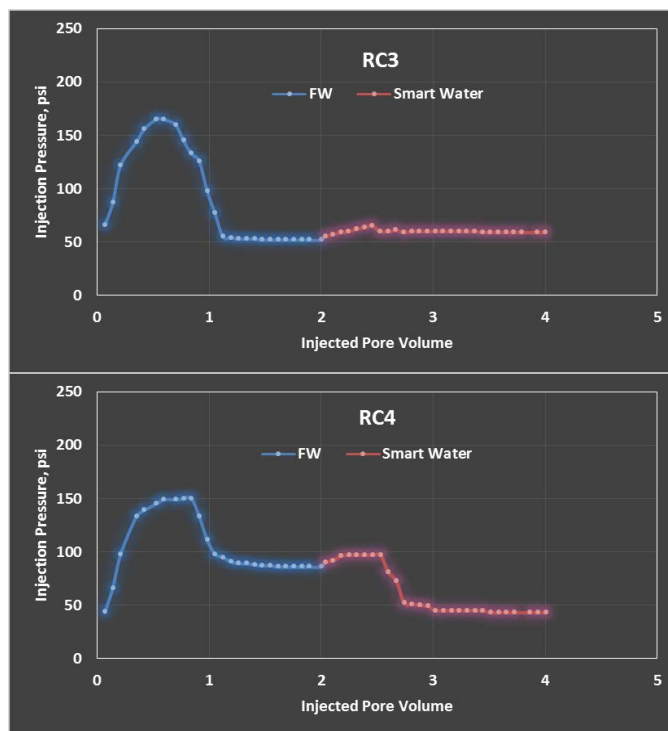 RC3
FW
Smart Water
Injection Pressure, psi
250
200
150
100
50
0
0 1 2 3 4 5
Injected Pore Volume
RC4
FW
Smart Water
Injection Pressure, psi
250
200
150
100
50
0
0 1 2 3 4 5
Injected Pore Volume